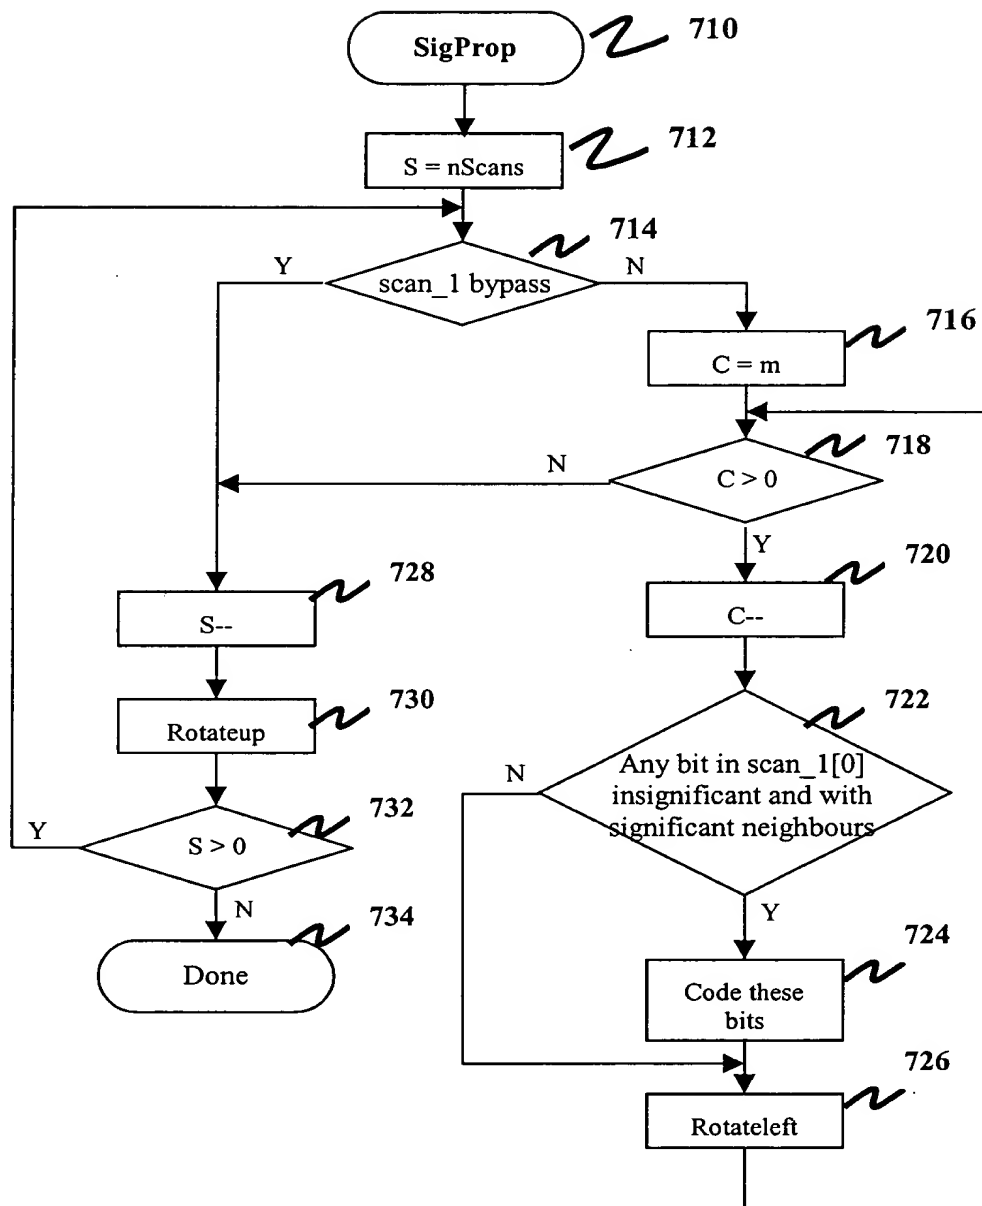 SigProp
710
S = nScans
712
714
Y
scan_1 bypass
N
716
C = m
718
N
C > 0
Y
720
C--
728
S--
722
730
Rotateup
N
Any bit in scan_1[0]
insignificant and with
significant neighbours
732
Y
S > 0
N
734
Y
724
Done
Code these
bits
726
Rotateleft